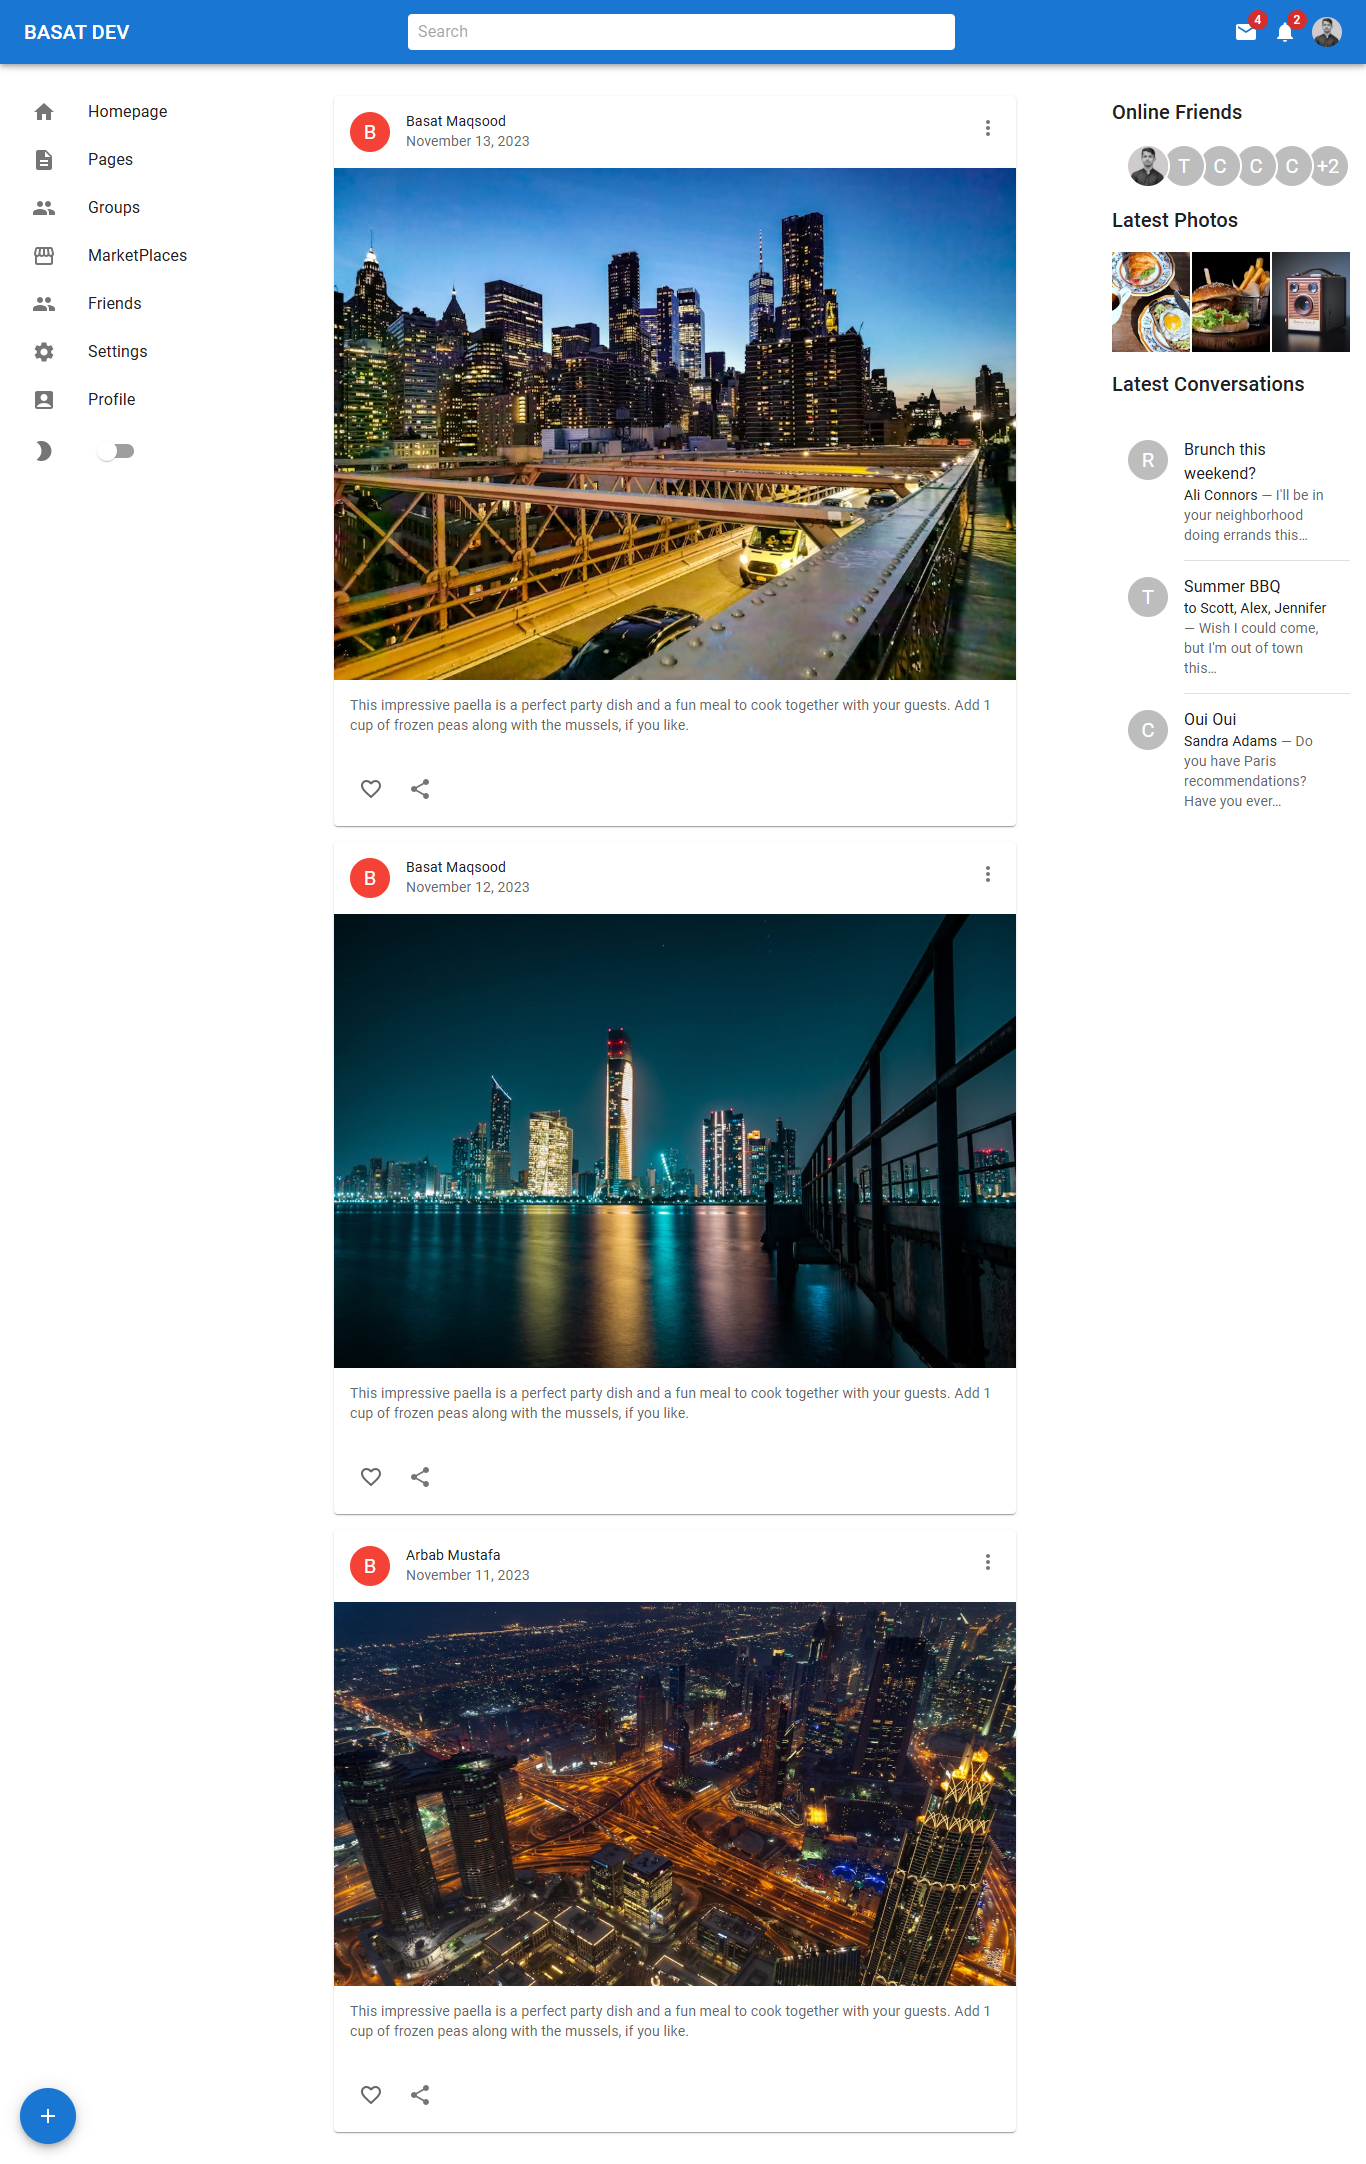 BASAT DEV
Search
4
2
Homepage
Pages
Groups
MarketPlaces
Friends
Settings
Profile
B
Basat Maqsood
November 13, 2023
This impressive paella is a perfect party dish and a fun meal to cook together with your guests. Add 1
cup of frozen peas along with the mussels, if you like.
B
Basat Maqsood
November 12, 2023
This impressive paella is a perfect party dish and a fun meal to cook together with your guests. Add 1
cup of frozen peas along with the mussels, if you like.
B
Arbab Mustafa
November 11, 2023
This impressive paella is a perfect party dish and a fun meal to cook together with your guests. Add 1
cup of frozen peas along with the mussels, if you like.
Online Friends
T C C C +2
Latest Photos
Latest Conversations
R
Brunch this
weekend?
Ali Connors — I'll be in
your neighborhood
doing errands this…
T
Summer BBQ
to Scott, Alex, Jennifer
— Wish I could come,
but I'm out of town
this…
C
Oui Oui
Sandra Adams — Do
you have Paris
recommendations?
Have you ever…